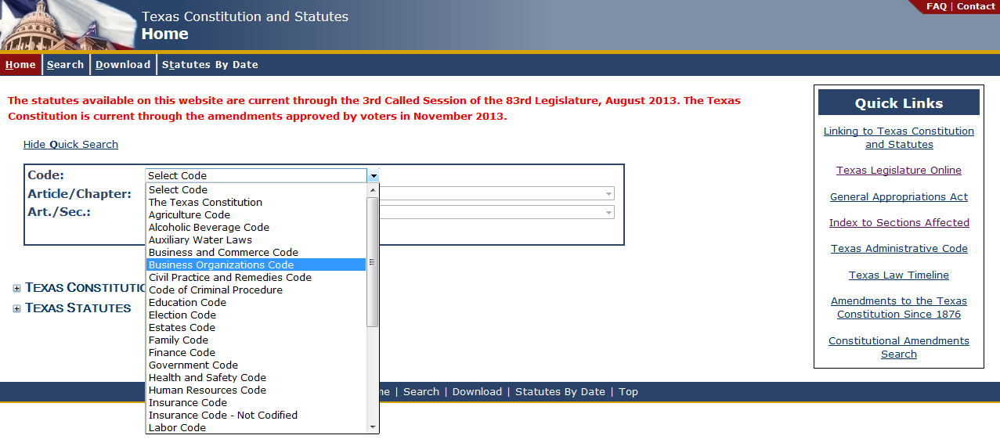 FAQ | Contact
Texas Constitution and Statutes
Home
Home
Search
Download
Statutes By Date
The statutes available on this website are current through the 3rd Called Session of the 83rd Legislature, August 2013. The Texas
Constitution is current through the amendments approved by voters in November 2013.
Hide Quick Search
Code:
Select Code
Article/Chapter:
Art./Sec.:
Select Code
The Texas Constitution
Agriculture Code
Alcoholic Beverage Code
Auxiliary Water Laws
Business and Commerce Code
Business Organizations Code
Civil Practice and Remedies Code
Code of Criminal Procedure
Education Code
Election Code
Estates Code
Family Code
Finance Code
Government Code
Health and Safety Code
Human Resources Code
Insurance Code
Insurance Code - Not Codified
Labor Code
TEXAS
TEXAS STATUTES
Quick Links
Linking to Texas Constitution
and Statutes
Texas Legislature Online
General Appropriations Act
Index to Sections Affected
Texas Administrative Code
Texas Law Timeline
Amendments to the Texas
Constitution Since 1876
Constitutional Amendments
Search
| Search | Download | Statutes By Date | Top